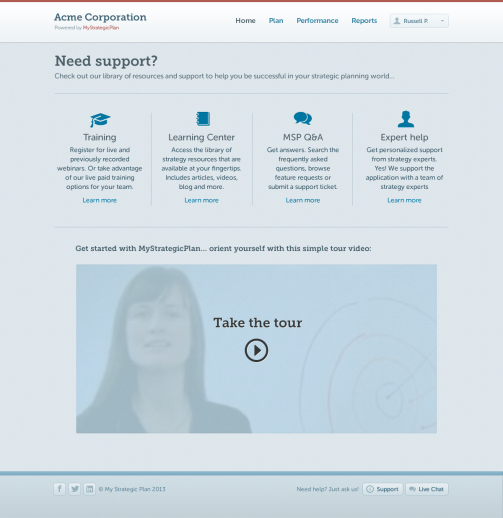 Acme Corporation
Powered by MyStrategicPlan
Home Plan Performance Reports Russell P.
Need support?
Check out our library of resources and support to help you be successful in your strategic planning world...
Training
Register for live and
previously recorded
webinars. Or take advantage
of our live paid training
options for your team.
Learn more
Learning Center
Access the library of
strategy resources that are
available at your fingertips.
Includes articles, videos,
blog and more.
Learn more
MSP Q&A
Get answers. Search the
frequently asked
questions, browse
feature requests or
submit a support ticket.
Learn more
Expert help
Get personalized support
from strategy experts.
Yes! We support the
application with a team of
strategy experts
Learn more
Get started with MyStrategicPlan... orient yourself with this simple tour video:
Take the tour
© My Strategic Plan 2013
Need help? Just ask us! Support Live Chat